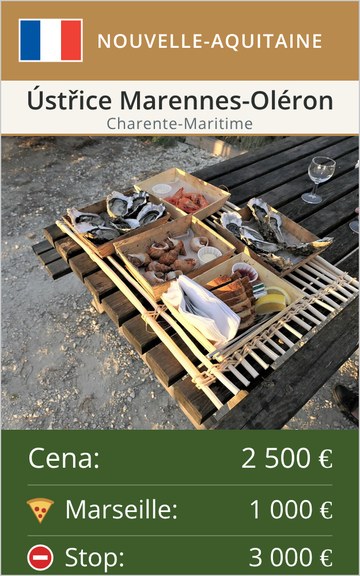 NOUVELLE-AQUITAINE
Ústřice Marennes-Oléron
Charente-Maritime
Cena: 2 500 €
Marseille: 1 000 €
Stop: 3 000 €